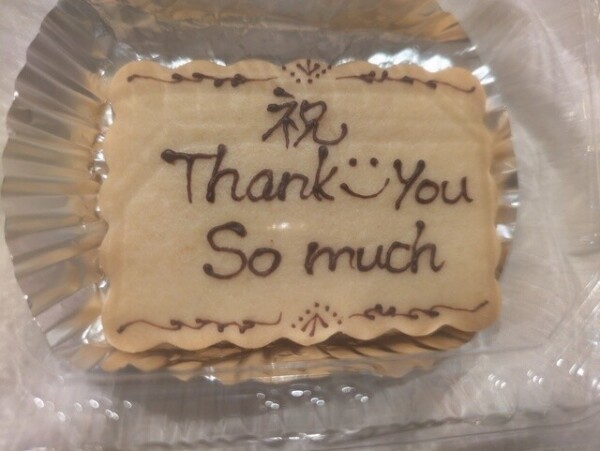 祝
Thank You
So much